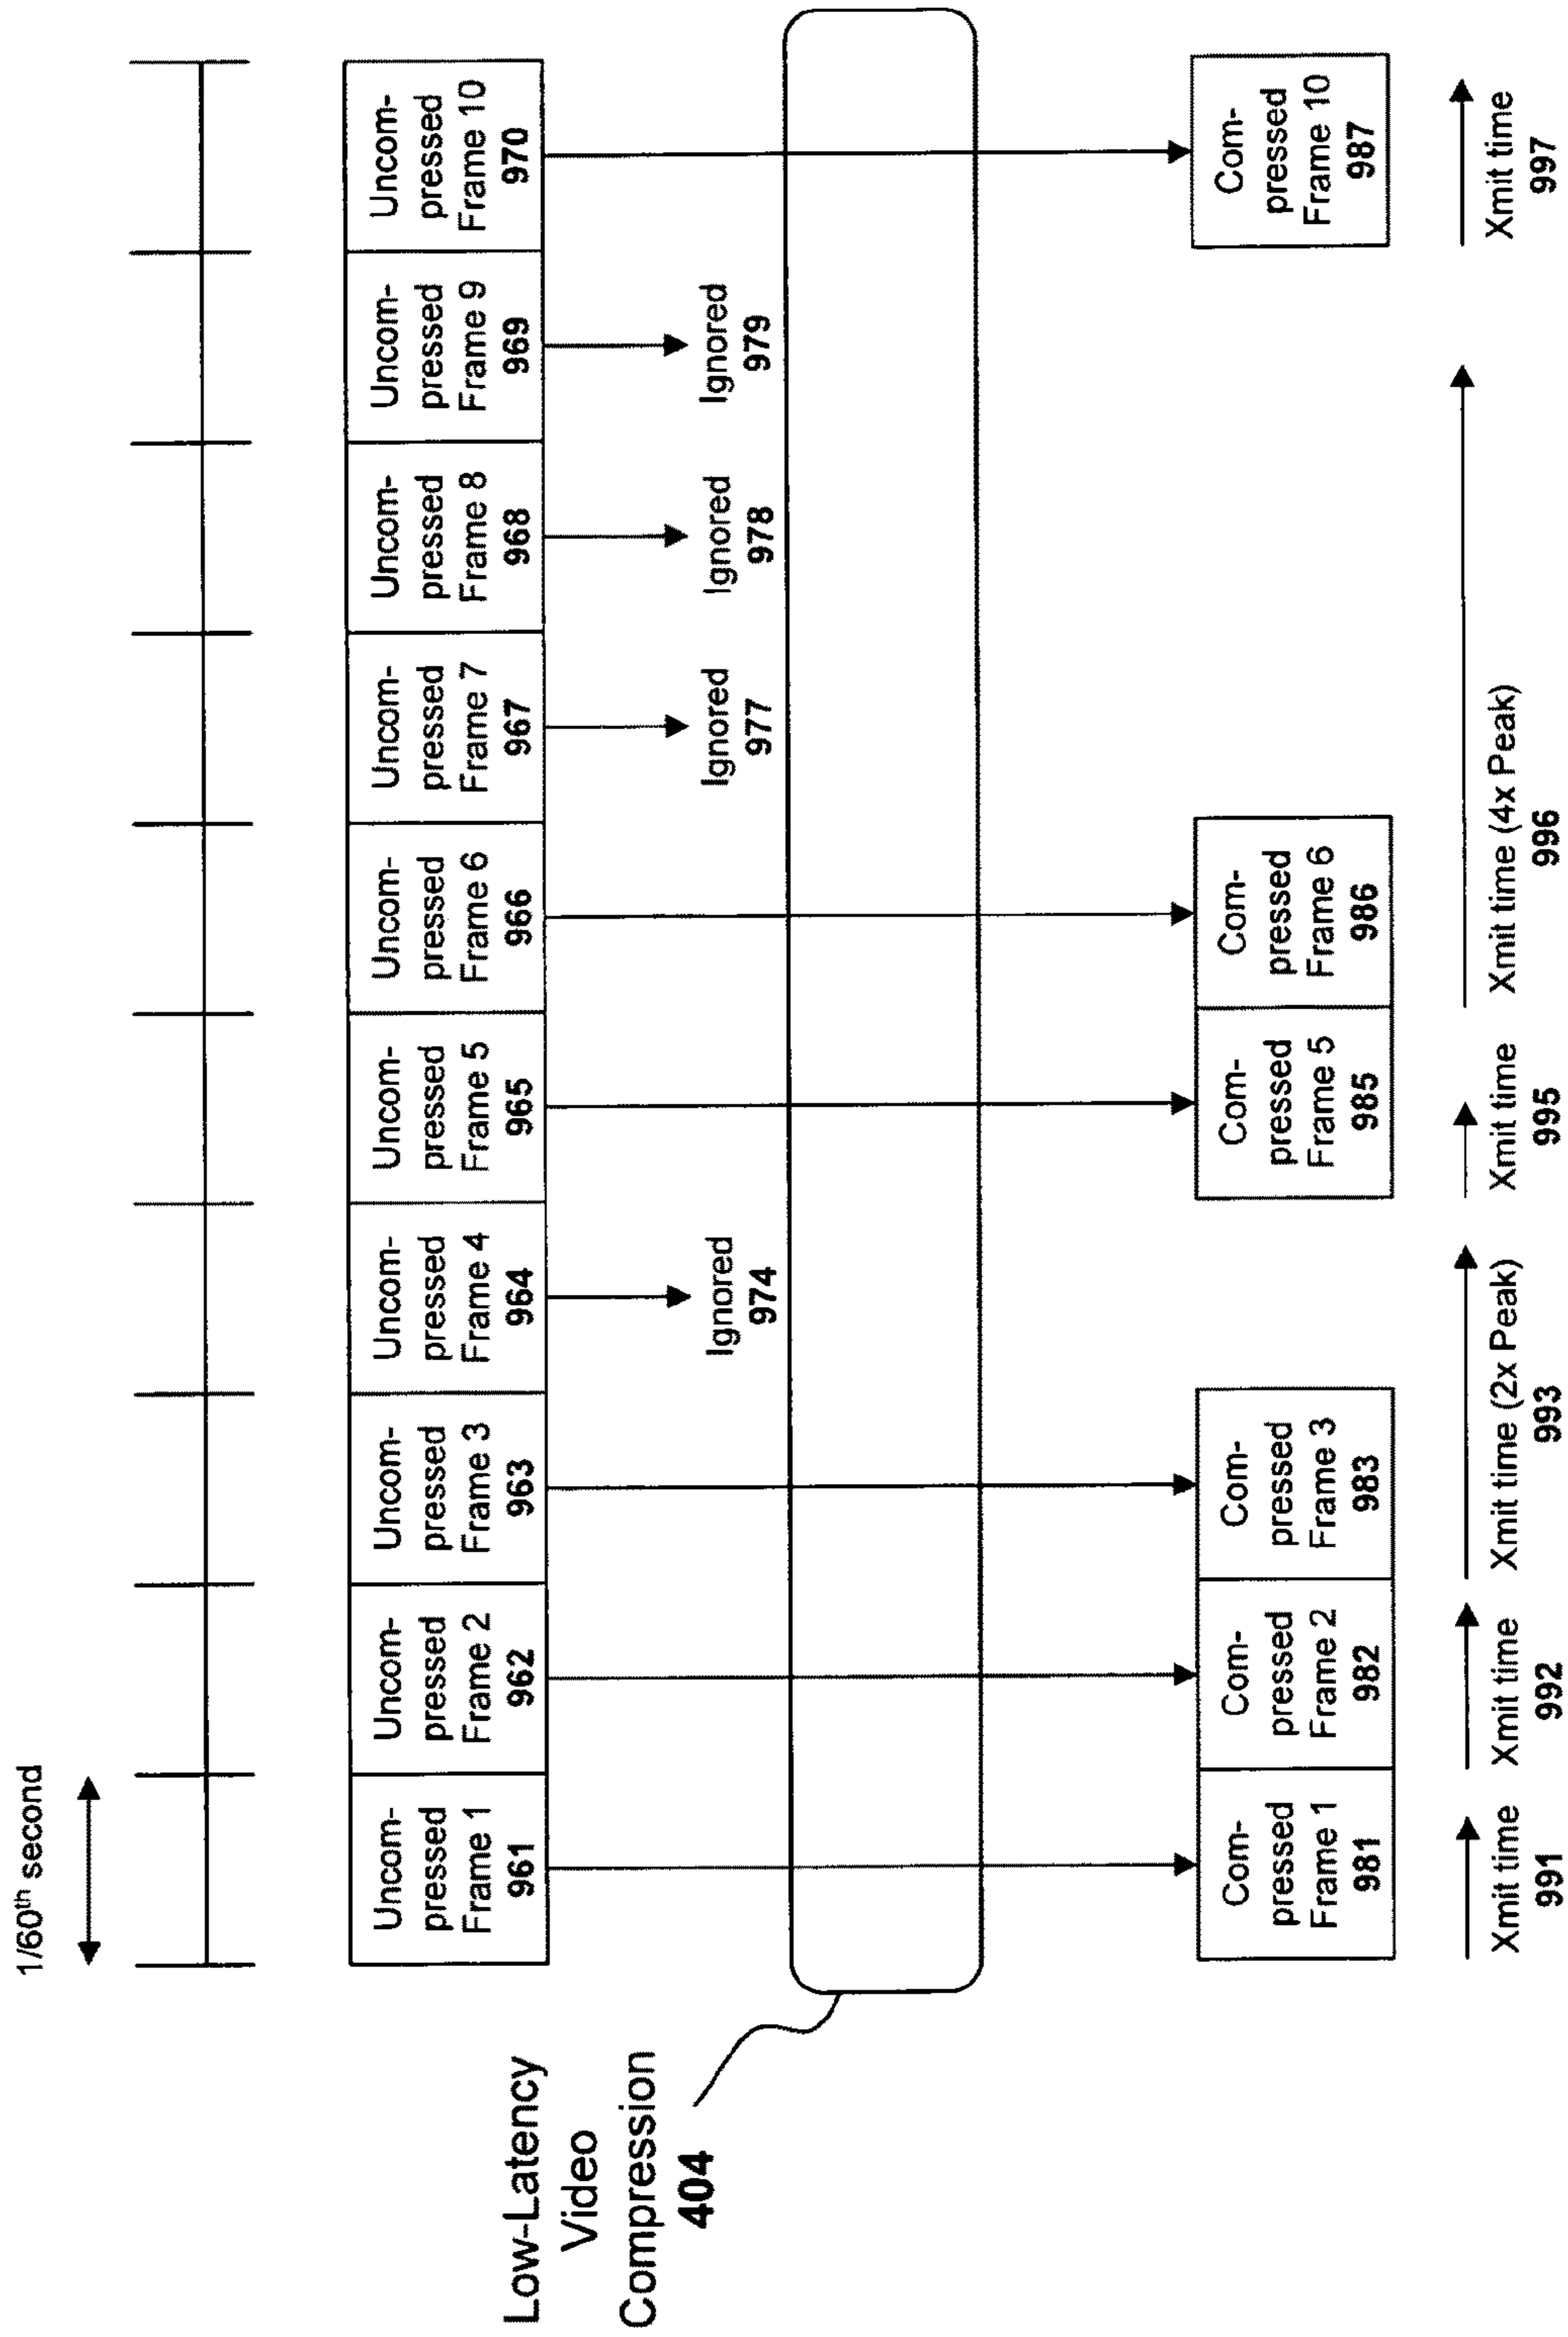 1/60th second
Uncom-
pressed
Frame 1
961
Uncom-
pressed
Frame 2
962
Uncom-
pressed
Frame 3
963
Uncom-
pressed
Frame 4
964
Uncom-
pressed
Frame 5
965
Uncom-
pressed
Frame 6
966
Uncom-
pressed
Frame 7
967
Uncom-
pressed
Frame 8
968
Uncom-
pressed
Frame 9
969
Uncom-
pressed
Frame 10
970
Low-Latency
Video
Compression
404
Ignored
974
Ignored
977
Ignored
978
Ignored
979
Com-
pressed
Frame 1
981
Com-
pressed
Frame 2
982
Com-
pressed
Frame 3
983
Com-
pressed
Frame 5
985
Com-
pressed
Frame 6
986
Com-
pressed
Frame 10
987
Xmit time
991
Xmit time
992
Xmit time (2x Peak)
993
Xmit time
995
Xmit time (4x Peak)
996
Xmit time
997